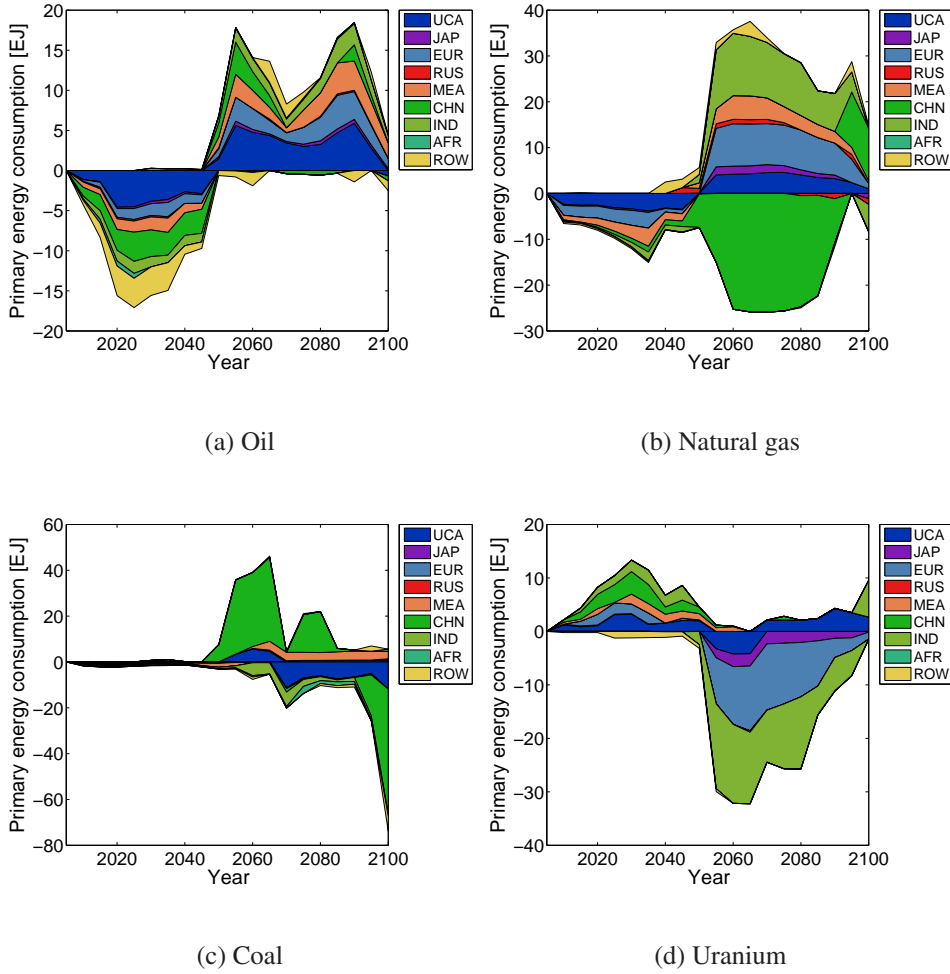 20
15
10
5
0
−5
−10
−15
−20
Primary energy consumption [EJ]
2020 2040 2060 2080 2100
Year
UCA
JAP
EUR
RUS
MEA
CHN
IND
AFR
ROW
(a) Oil
40
30
20
10
0
−10
−20
−30
Primary energy consumption [EJ]
2020 2040 2060 2080 2100
Year
UCA
JAP
EUR
RUS
MEA
CHN
IND
AFR
ROW
(b) Natural gas
60
40
20
0
−20
−40
−60
−80
Primary energy consumption [EJ]
2020 2040 2060 2080 2100
Year
UCA
JAP
EUR
RUS
MEA
CHN
IND
AFR
ROW
(c) Coal
20
10
0
−10
−20
−30
−40
Primary energy consumption [EJ]
2020 2040 2060 2080 2100
Year
UCA
JAP
EUR
RUS
MEA
CHN
IND
AFR
ROW
(d) Uranium